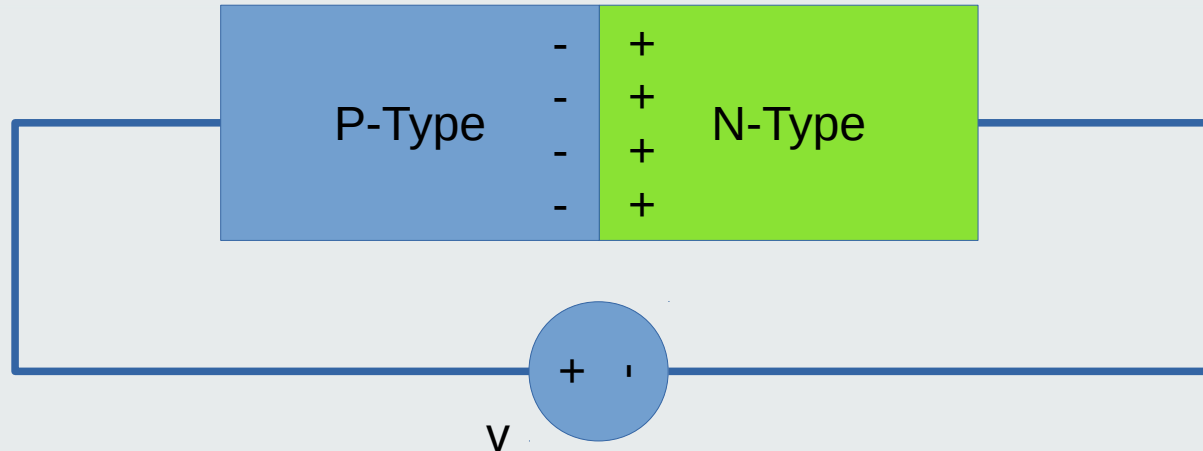 - +
- +
P-Type N-Type
- +
- +
+ -
v